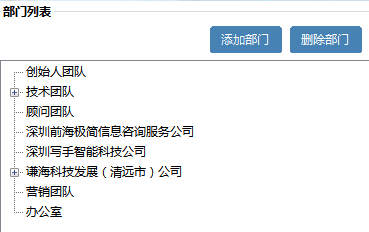 部门列表
添加部门 删除部门
创始人团队
技术团队
顾问团队
深圳前海极简信息咨询服务公司
深圳写手智能科技公司
谦海科技发展（清远市）公司
营销团队
办公室